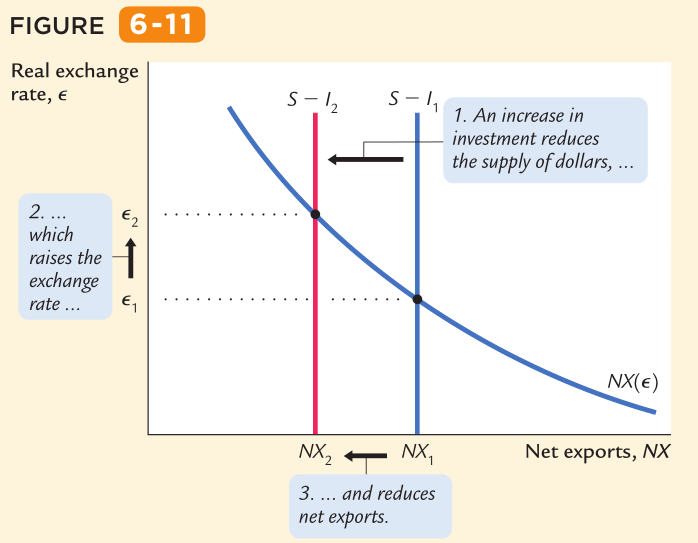 FIGURE 6-11
Real exchange
rate, ϵ
S − I₂
S − I₁
1. An increase in
investment reduces
the supply of dollars, ...
2. ...
which
raises the
exchange
rate ...
ϵ₂
ϵ₁
NX(ϵ)
NX₂
NX₁
Net exports, NX
3. ... and reduces
net exports.